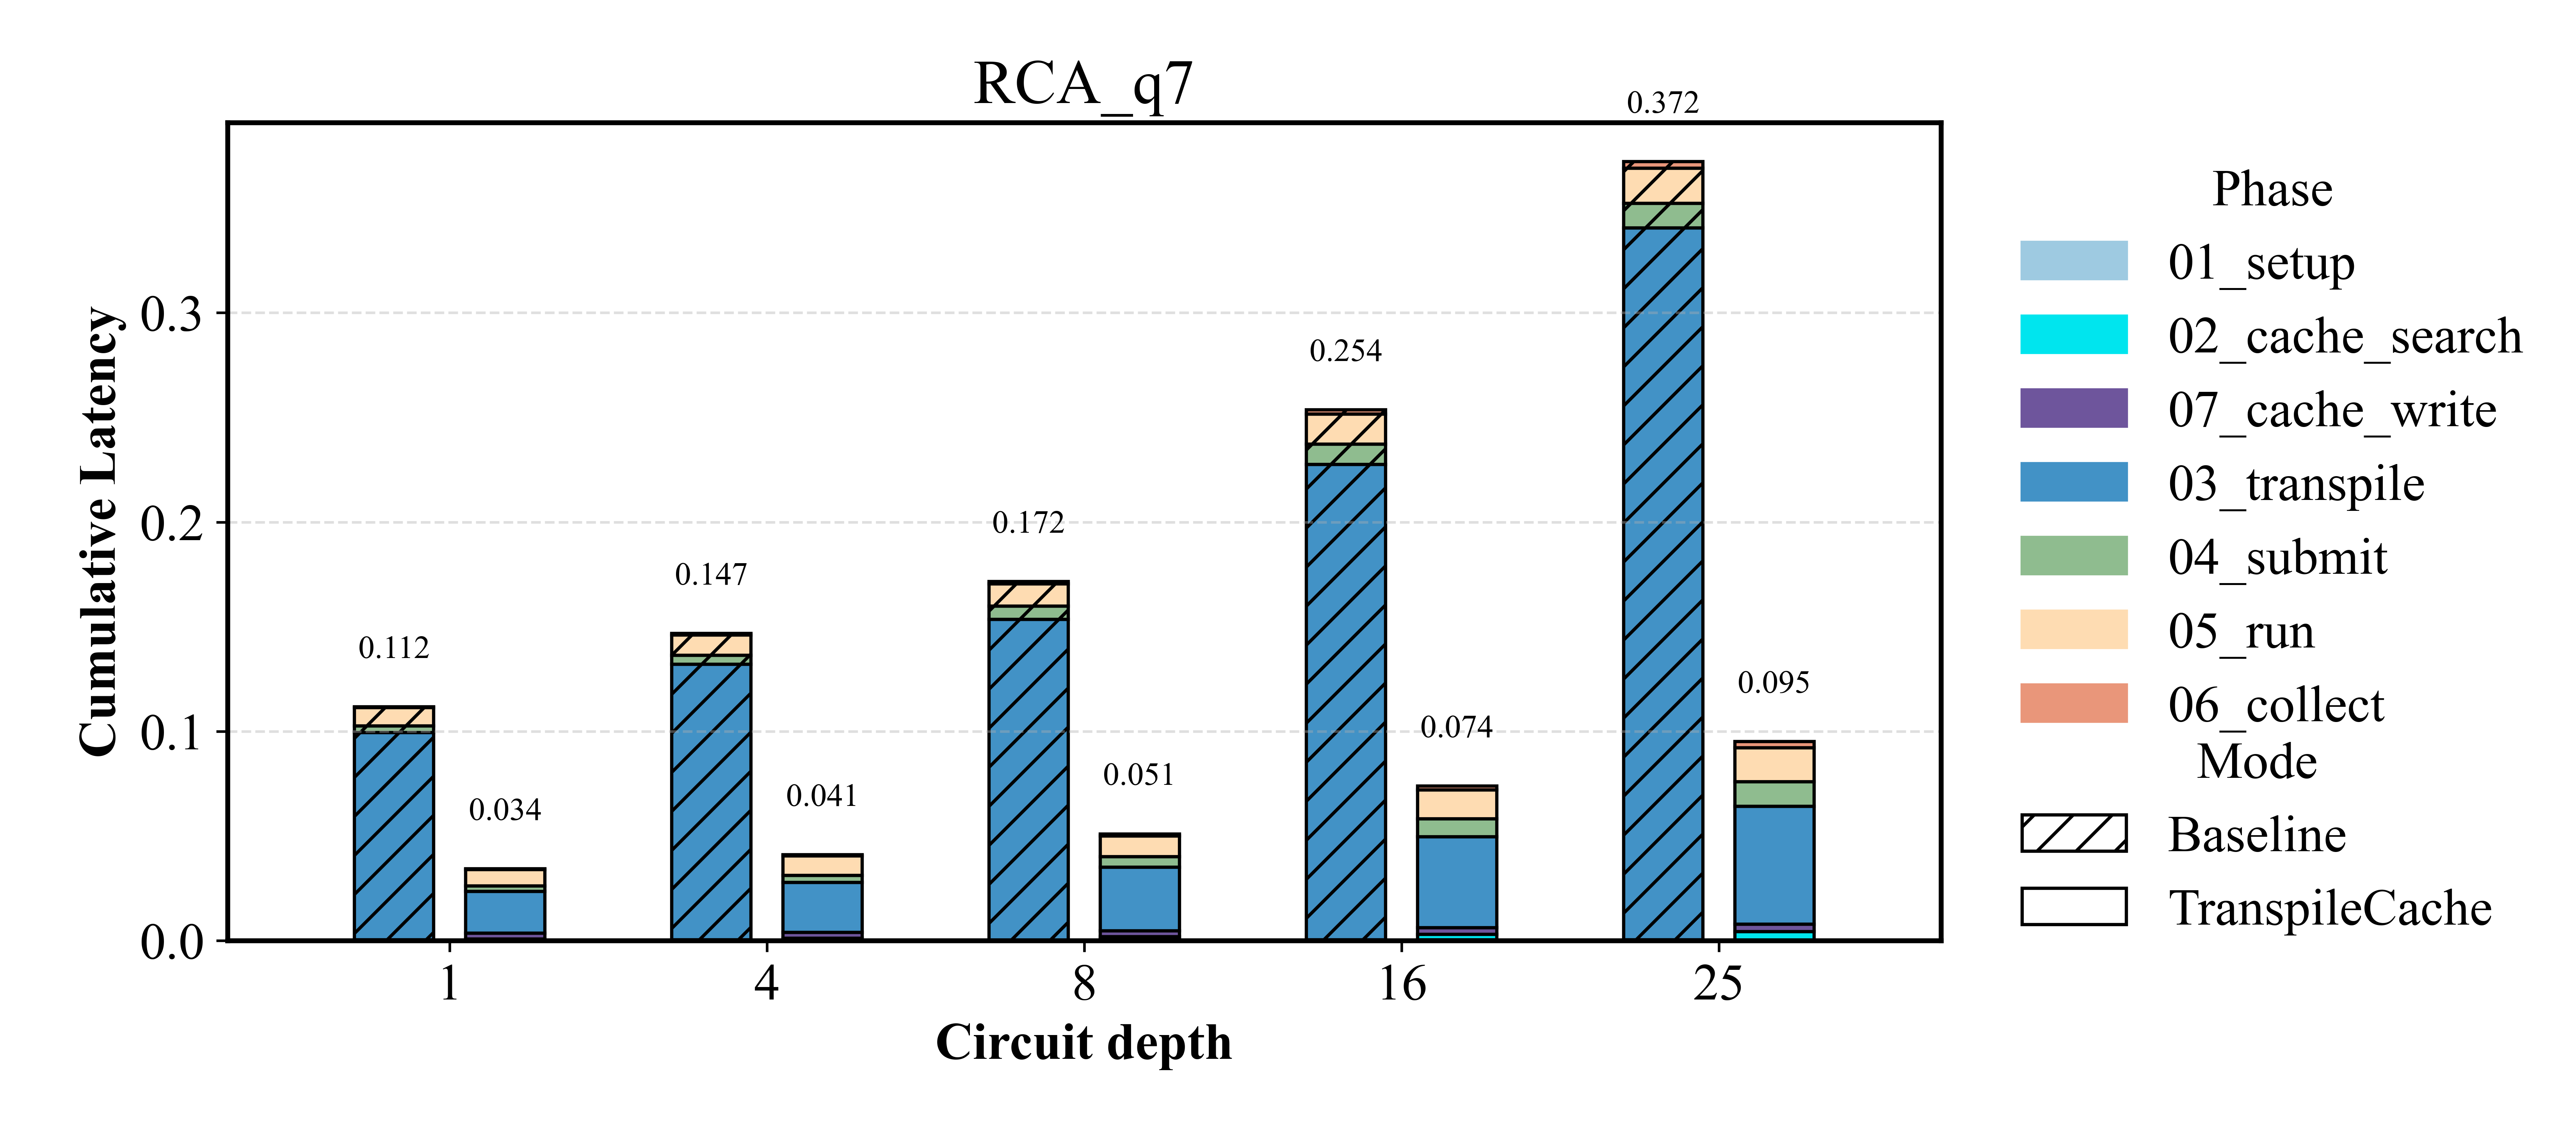 RCA_q7
Cumulative Latency
0.3
0.2
0.1
0.0
0.112
0.034
0.147
0.041
0.172
0.051
0.254
0.074
0.372
0.095
1
4
8
16
25
Circuit depth
Phase
01_setup
02_cache_search
07_cache_write
03_transpile
04_submit
05_run
06_collect
Mode
Baseline
TranspileCache